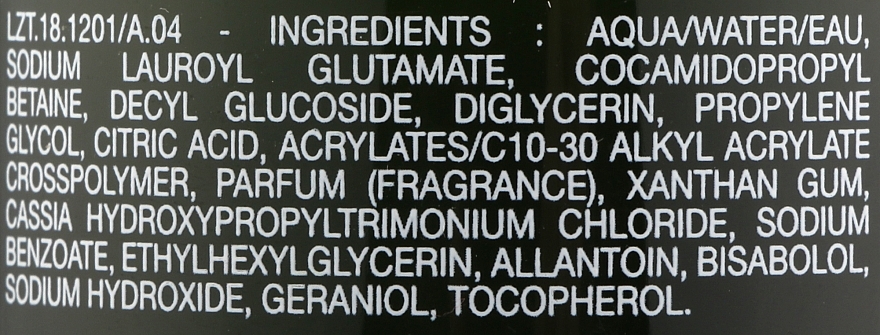 LZT.18.1201/A.04 - INGREDIENTS : AQUA/WATER/EAU,
SODIUM LAUROYL GLUTAMATE, COCAMIDOPROPYL
BETAINE, DECYL GLUCOSIDE, DIGLYCERIN, PROPYLENE
GLYCOL, CITRIC ACID, ACRYLATES/C10-30 ALKYL ACRYLATE
CROSSPOLYMER, PARFUM (FRAGRANCE), XANTHAN GUM,
CASSIA HYDROXYPROPYLTRIMONIUM CHLORIDE, SODIUM
BENZOATE, ETHYLHEXYLGLYCERIN, ALLANTOIN, BISABOLOL,
SODIUM HYDROXIDE, GERANIOL, TOCOPHEROL.